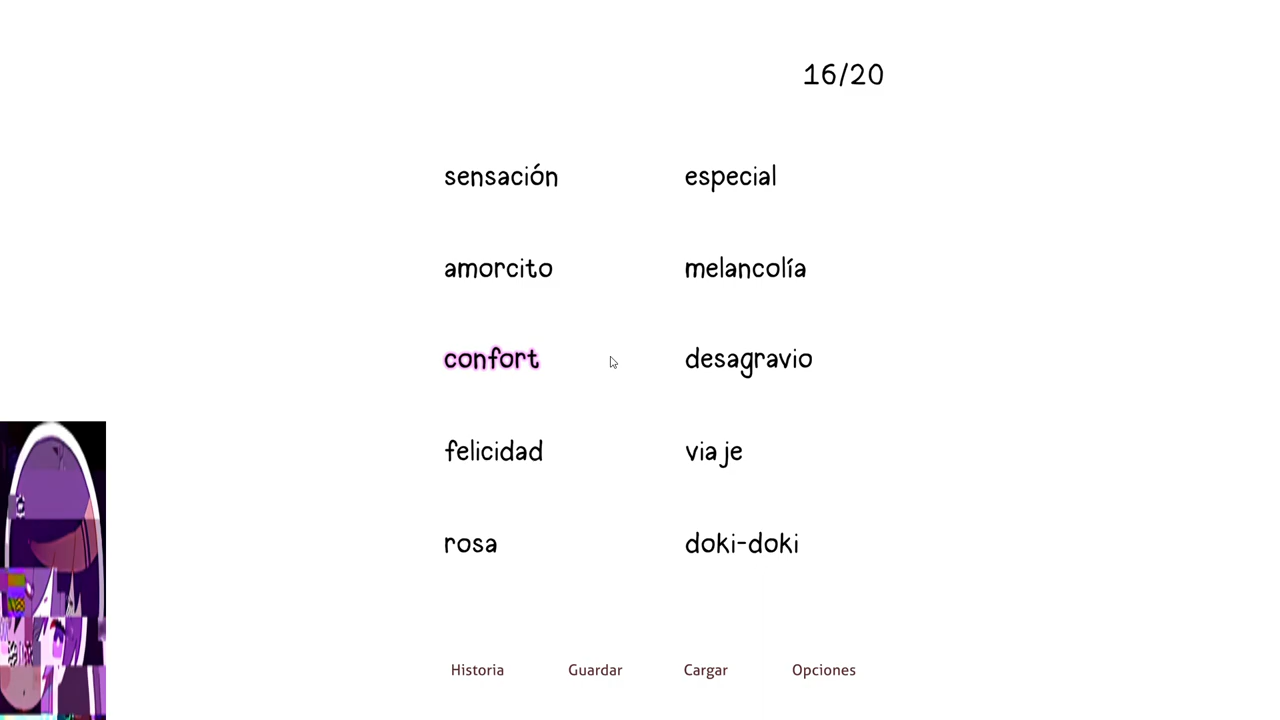 16/20
sensación especial
amorcito melancolía
confort desagravio
felicidad viaje
rosa doki-doki
Historia Guardar Cargar Opciones